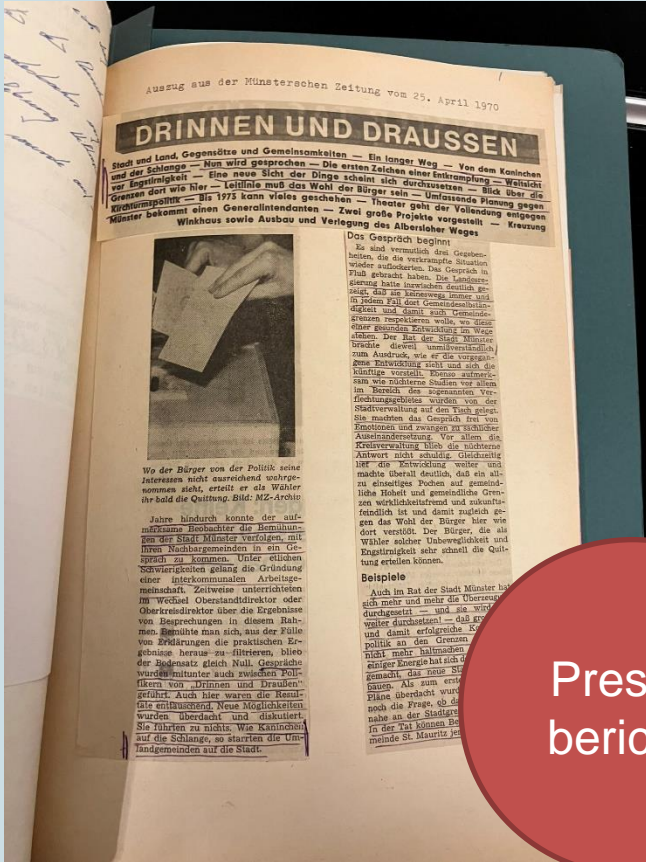 Auszug aus der Münsterschen Zeitung vom 25. April 1970
DRINNEN UND DRAUSSEN
Stadt und Land, Gegensätze und Gemeinsamkeiten — Ein langer Weg — Von dem Kaninchen
und der Schlange — Nun wird gesprochen — Die ersten Zeichen einer Entkrampfung — Weitsicht
vor Engstirnigkeit — Eine neue Sicht der Dinge scheint sich durchzusetzen — Blick über die
Grenzen dort wie hier — Leitlinie muß das Wohl der Bürger sein — Umfassende Planung gegen
Kirchturmspolitik — Bis 1975 kann vieles geschehen — Theater geht der Vollendung entgegen
Münster bekommt einen Generalintendanten — Zwei große Projekte vorgestellt — Kreuzung
Winkhaus sowie Ausbau und Verlegung des Albersloher Weges
Wo der Bürger von der Politik seine
Interessen nicht ausreichend wahrge-
nommen sieht, erteilt er als Wähler
ihr bald die Quittung. Bild: MZ-Archiv
Jahre hindurch konnte der auf-
merksame Beobachter die Bemühun-
gen der Stadt Münster verfolgen, mit
ihren Nachbargemeinden in ein Ge-
spräch zu kommen. Unter etlichen
Schwierigkeiten gelang die Gründung
einer interkommunalen Arbeitsge-
meinschaft. Zeitweise unterrichteten
im Wechsel Oberstadtdirektor oder
Oberkreisdirektor über die Ergebnisse
von Besprechungen in diesem Rah-
men. Bemühte man sich, aus der Fülle
von Erklärungen die praktischen Er-
gebnisse heraus zu filtrieren, blieb
der Bodensatz gleich Null. Gespräche
wurden mitunter auch zwischen Poli-
tikern von „Drinnen und Draußen"
geführt. Auch hier waren die Resul-
tate enttäuschend. Neue Möglichkeiten
wurden überdacht und diskutiert.
Sie führten zu nichts. Wie Kaninchen
auf die Schlange, so starrten die Um-
landgemeinden auf die Stadt.
Das Gespräch beginnt
Es sind vermutlich drei Gegeben-
heiten, die die verkrampfte Situation
wieder auflockerten. Das Gespräch in
Fluß gebracht haben. Die Landesre-
gierung hatte inzwischen deutlich ge-
zeigt, daß sie keineswegs immer und
in jedem Fall dort Gemeindeselbstän-
digkeit und damit auch Gemeinde-
grenzen respektieren wolle, wo diese
einer gesunden Entwicklung im Wege
stehen. Der Rat der Stadt Münster
brachte dieweil unmißverständlich
zum Ausdruck, wie er die vorgegan-
gene Entwicklung sieht und sich die
künftige vorstellt. Ebenso aufmerk-
sam wie nüchterne Studien vor allem
im Bereich des sogenannten Ver-
flechtungsgebietes wurden von der
Stadtverwaltung auf den Tisch gelegt.
Sie machten das Gespräch frei von
Emotionen und zwangen zu sachlicher
Auseinandersetzung. Vor allem die
Kreisverwaltung blieb die nüchterne
Antwort nicht schuldig. Gleichzeitig
lief die Entwicklung weiter und
machte überall deutlich, daß ein all-
zu einseitiges Pochen auf gemeind-
liche Hoheit und gemeindliche Gren-
zen wirklichkeitsfremd und zukunfts-
feindlich ist und damit zugleich ge-
gen das Wohl der Bürger hier wie
dort verstößt. Der Bürger, die als
Wähler solcher Unbeweglichkeit und
Engstirnigkeit sehr schnell die Quit-
tung erteilen können.
Beispiele
Auch im Rat der Stadt Münster hat
sich mehr und mehr die Überzeugu
durchgesetzt — und sie wird
weiter durchsetzen! — daß gr
und damit erfolgreiche Ko
politik an den Grenzen
nicht mehr haltmachen
einiger Energie hat sich d
gemacht, das neue St
bauen. Als zum erste
Pläne überdacht wurd
noch die Frage, ob da
nahe an der Stadtgre
In der Tat können Be
meinde St. Mauritz je
Pres
beric